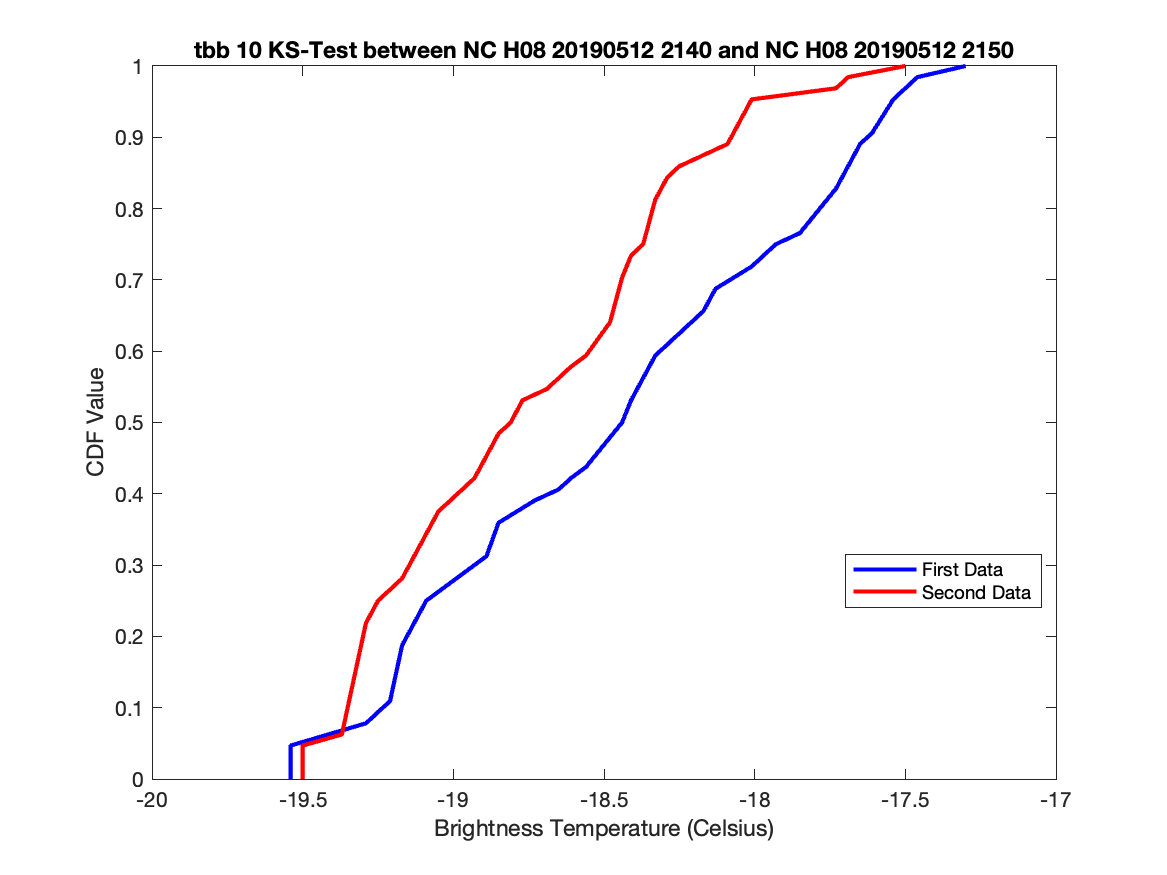 tbb 10 KS-Test between NC H08 20190512 2140 and NC H08 20190512 2150
1
0.9
0.8
0.7
0.6
0.5
0.4
0.3
0.2
0.1
0
CDF Value
First Data
Second Data
-20 -19.5 -19 -18.5 -18 -17.5 -17
Brightness Temperature (Celsius)